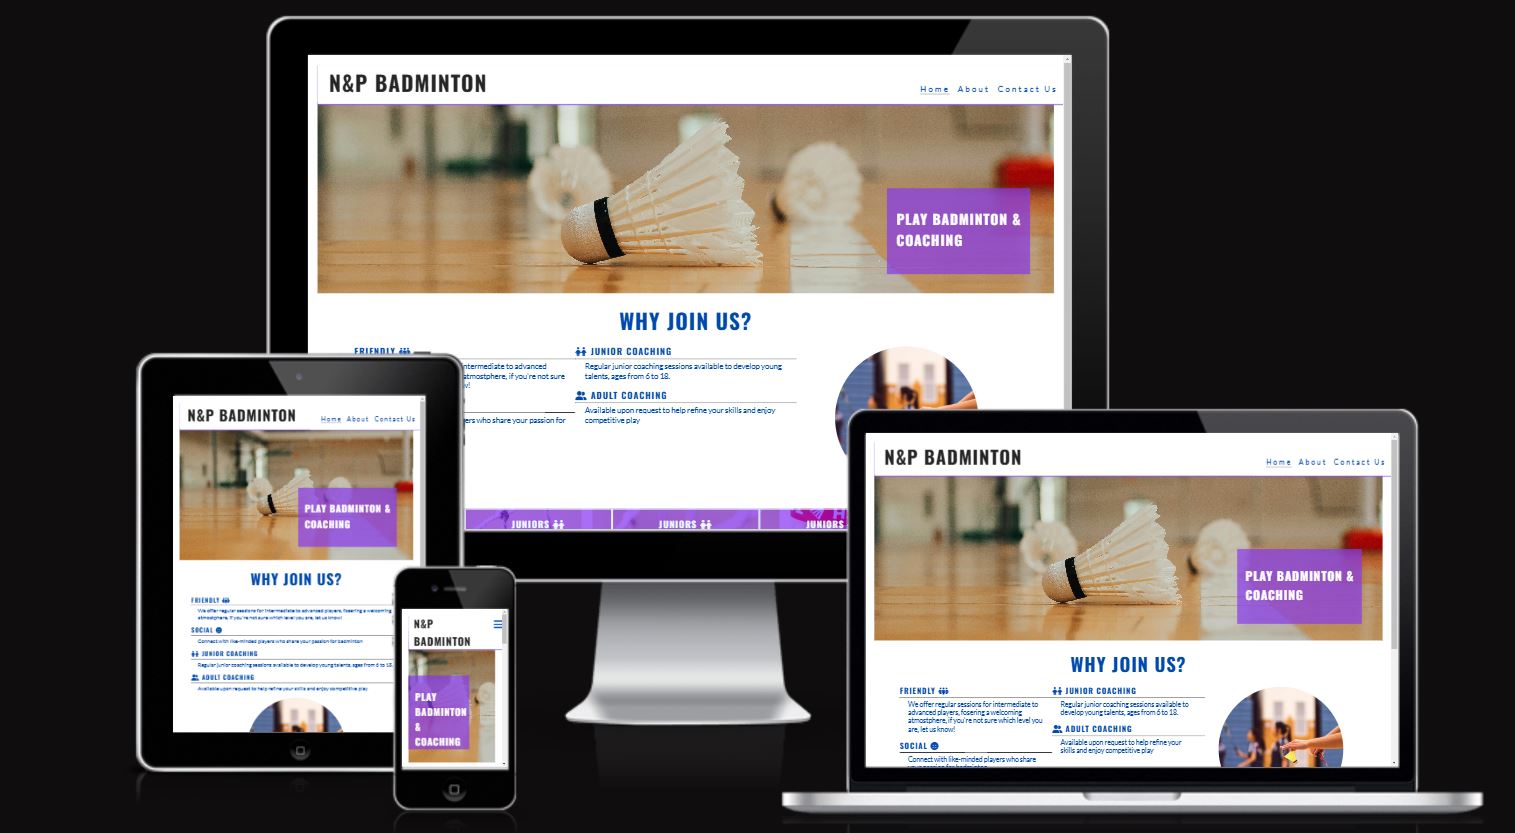 N&P BADMINTON
Home About Contact Us
PLAY BADMINTON &
COACHING
WHY JOIN US?
FRIENDLY
intermediate to advanced
atmostphere, if you're not sure
SOCIAL
ers who share your passion for
JUNIOR COACHING
Regular junior coaching sessions available to develop young
talents, ages from 6 to 18.
ADULT COACHING
Available upon request to help refine your skills and enjoy
competitive play
JUNIORS
JUNIORS
JUNIORS
N&P BADMINTON
Home About Contact Us
PLAY BADMINTON &
COACHING
WHY JOIN US?
FRIENDLY
We offer regular sessions for intermediate to advanced players, fosering a welcoming
atmostphere, if you're not sure which level you are, let us know!
SOCIAL
Connect with like-minded players who share your passion for badminton
JUNIOR COACHING
Regular junior coaching sessions available to develop young talents, ages from 6 to 18.
ADULT COACHING
Available upon request to help refine your skills and enjoy competitive play
N&P
BADMINTON
PLAY
BADMINTON
&
COACHING
N&P BADMINTON
Home About Contact Us
PLAY BADMINTON &
COACHING
WHY JOIN US?
FRIENDLY
We offer regular sessions for intermediate to
advanced players, fosering a welcoming
atmostphere, if you're not sure which level you
are, let us know!
SOCIAL
Connect with like-minded players who share
your passion for badminton
JUNIOR COACHING
Regular junior coaching sessions available to
develop young talents, ages from 6 to 18.
ADULT COACHING
Available upon request to help refine your
skills and enjoy competitive play